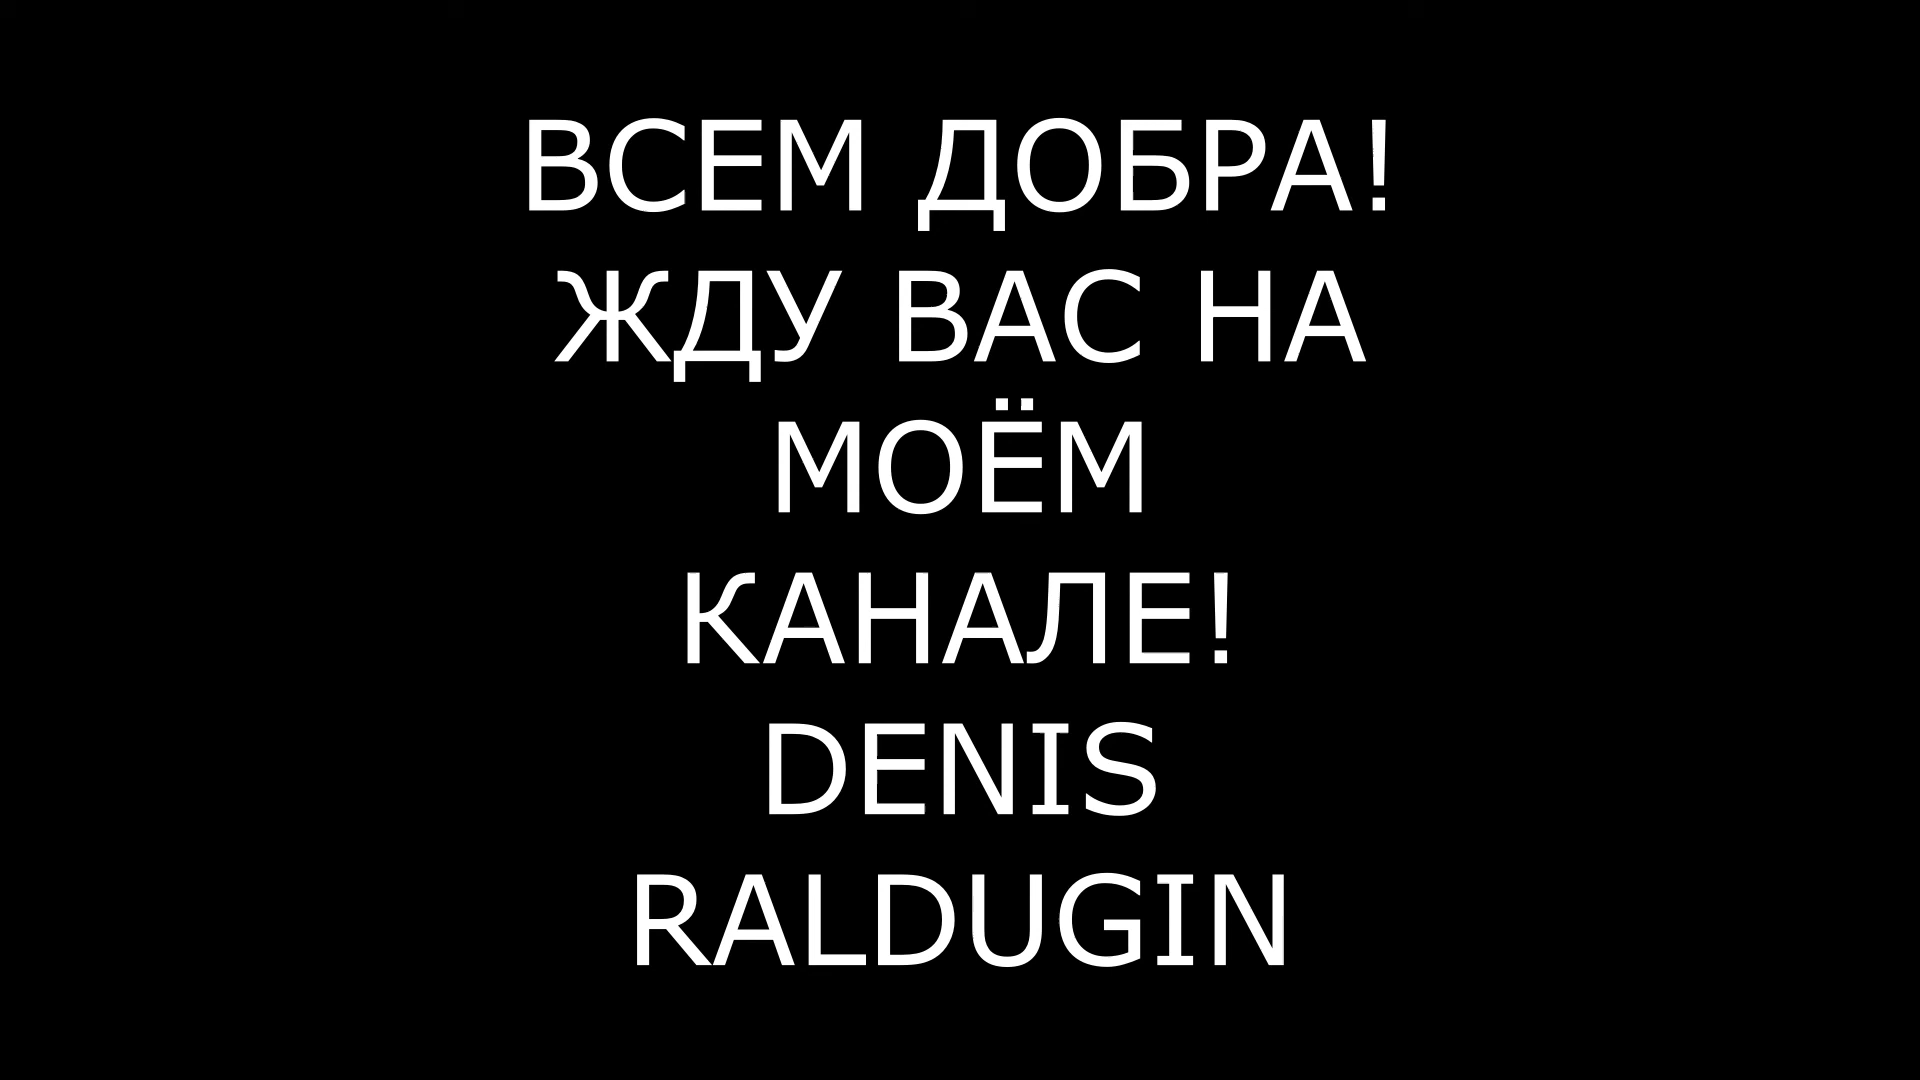 ВСЕМ ДОБРА!
ЖДУ ВАС НА
МОЁМ
КАНАЛЕ!
DENIS
RALDUGIN